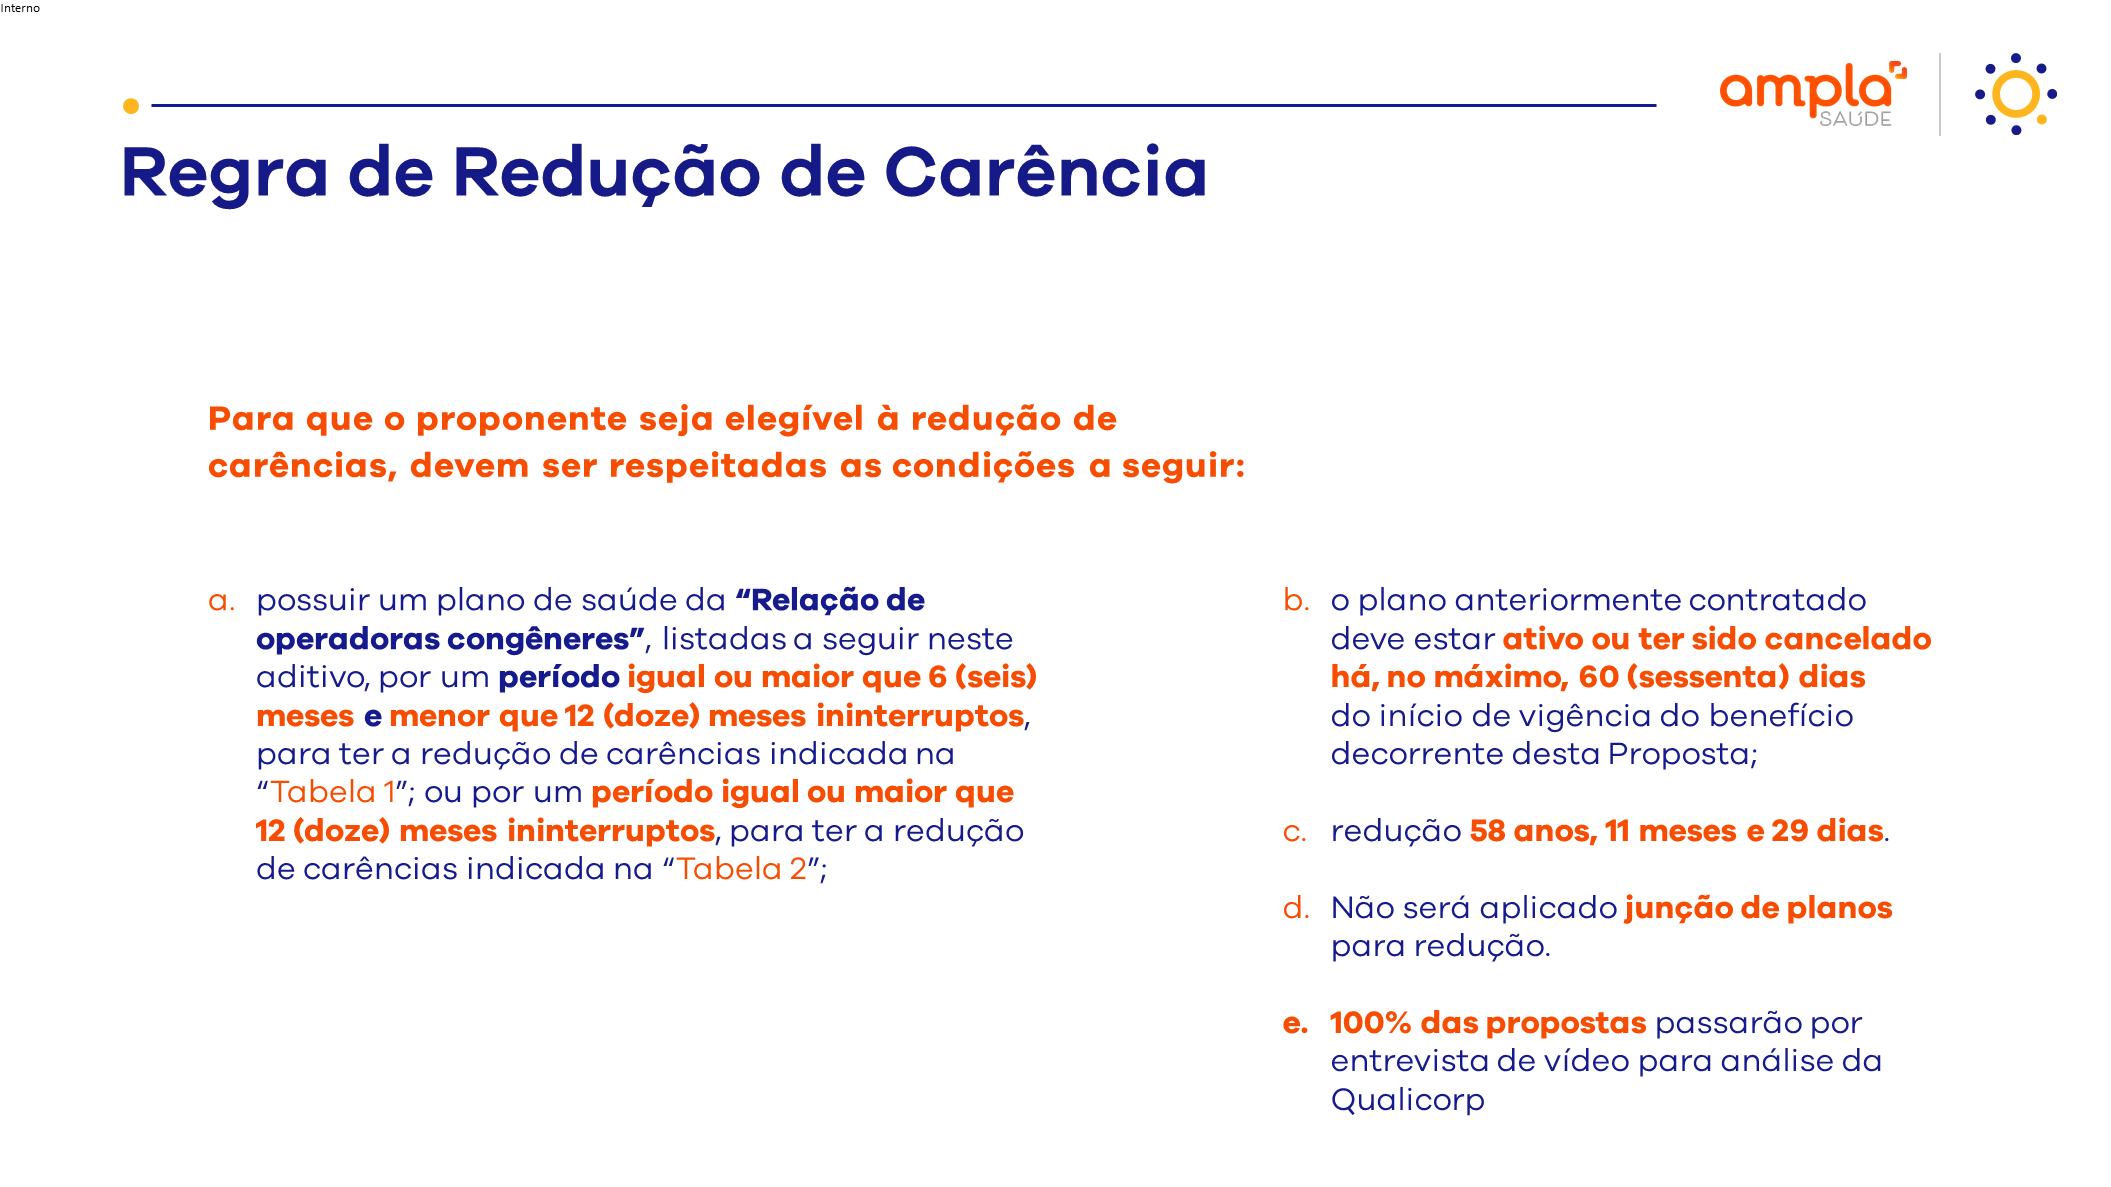 Interno
ampla
SAÚDE
Regra de Redução de Carência
Para que o proponente seja elegível à redução de
carências, devem ser respeitadas as condições a seguir:
a. possuir um plano de saúde da “Relação de
operadoras congêneres”, listadas a seguir neste
aditivo, por um período igual ou maior que 6 (seis)
meses e menor que 12 (doze) meses ininterruptos,
para ter a redução de carências indicada na
“Tabela 1”; ou por um período igual ou maior que
12 (doze) meses ininterruptos, para ter a redução
de carências indicada na “Tabela 2”;
b. o plano anteriormente contratado
deve estar ativo ou ter sido cancelado
há, no máximo, 60 (sessenta) dias
do início de vigência do benefício
decorrente desta Proposta;
c. redução 58 anos, 11 meses e 29 dias.
d. Não será aplicado junção de planos
para redução.
e. 100% das propostas passarão por
entrevista de vídeo para análise da
Qualicorp